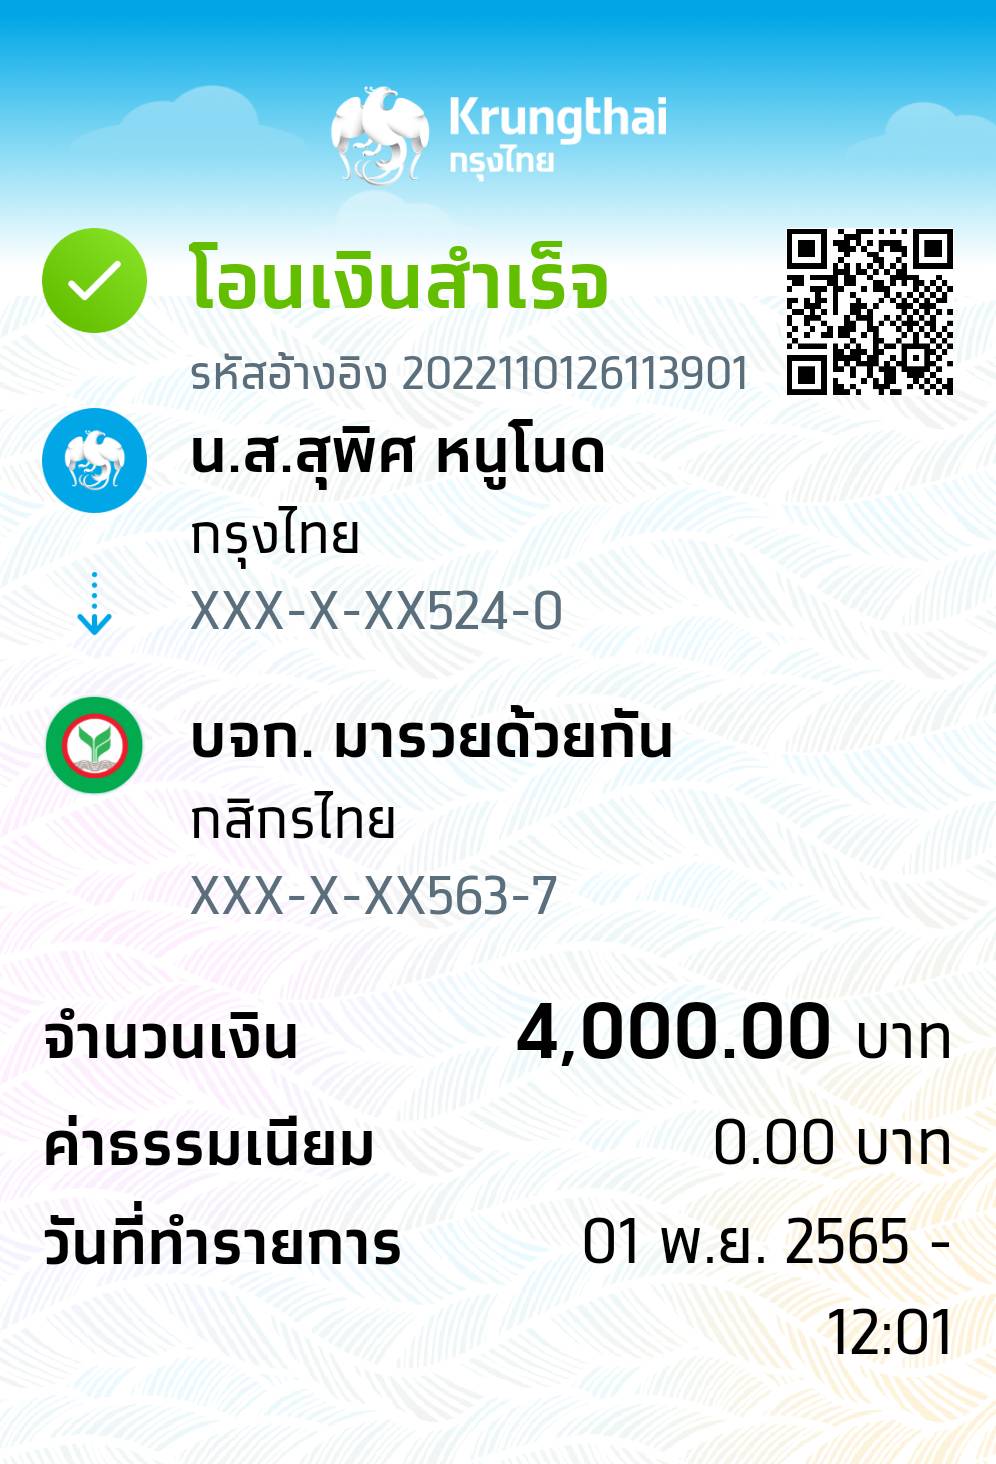 Krungthai
กรุงไทย
โอนเงินสำเร็จ
รหัสอ้างอิง 2022110126113901
น.ส.สุพิศ หนูโนด
กรุงไทย
XXX-X-XX524-0
บจก. มารวยด้วยกัน
กสิกรไทย
XXX-X-XX563-7
จำนวนเงิน 4,000.00 บาท
ค่าธรรมเนียม 0.00 บาท
วันที่ทำรายการ 01 พ.ย. 2565 -
12:01